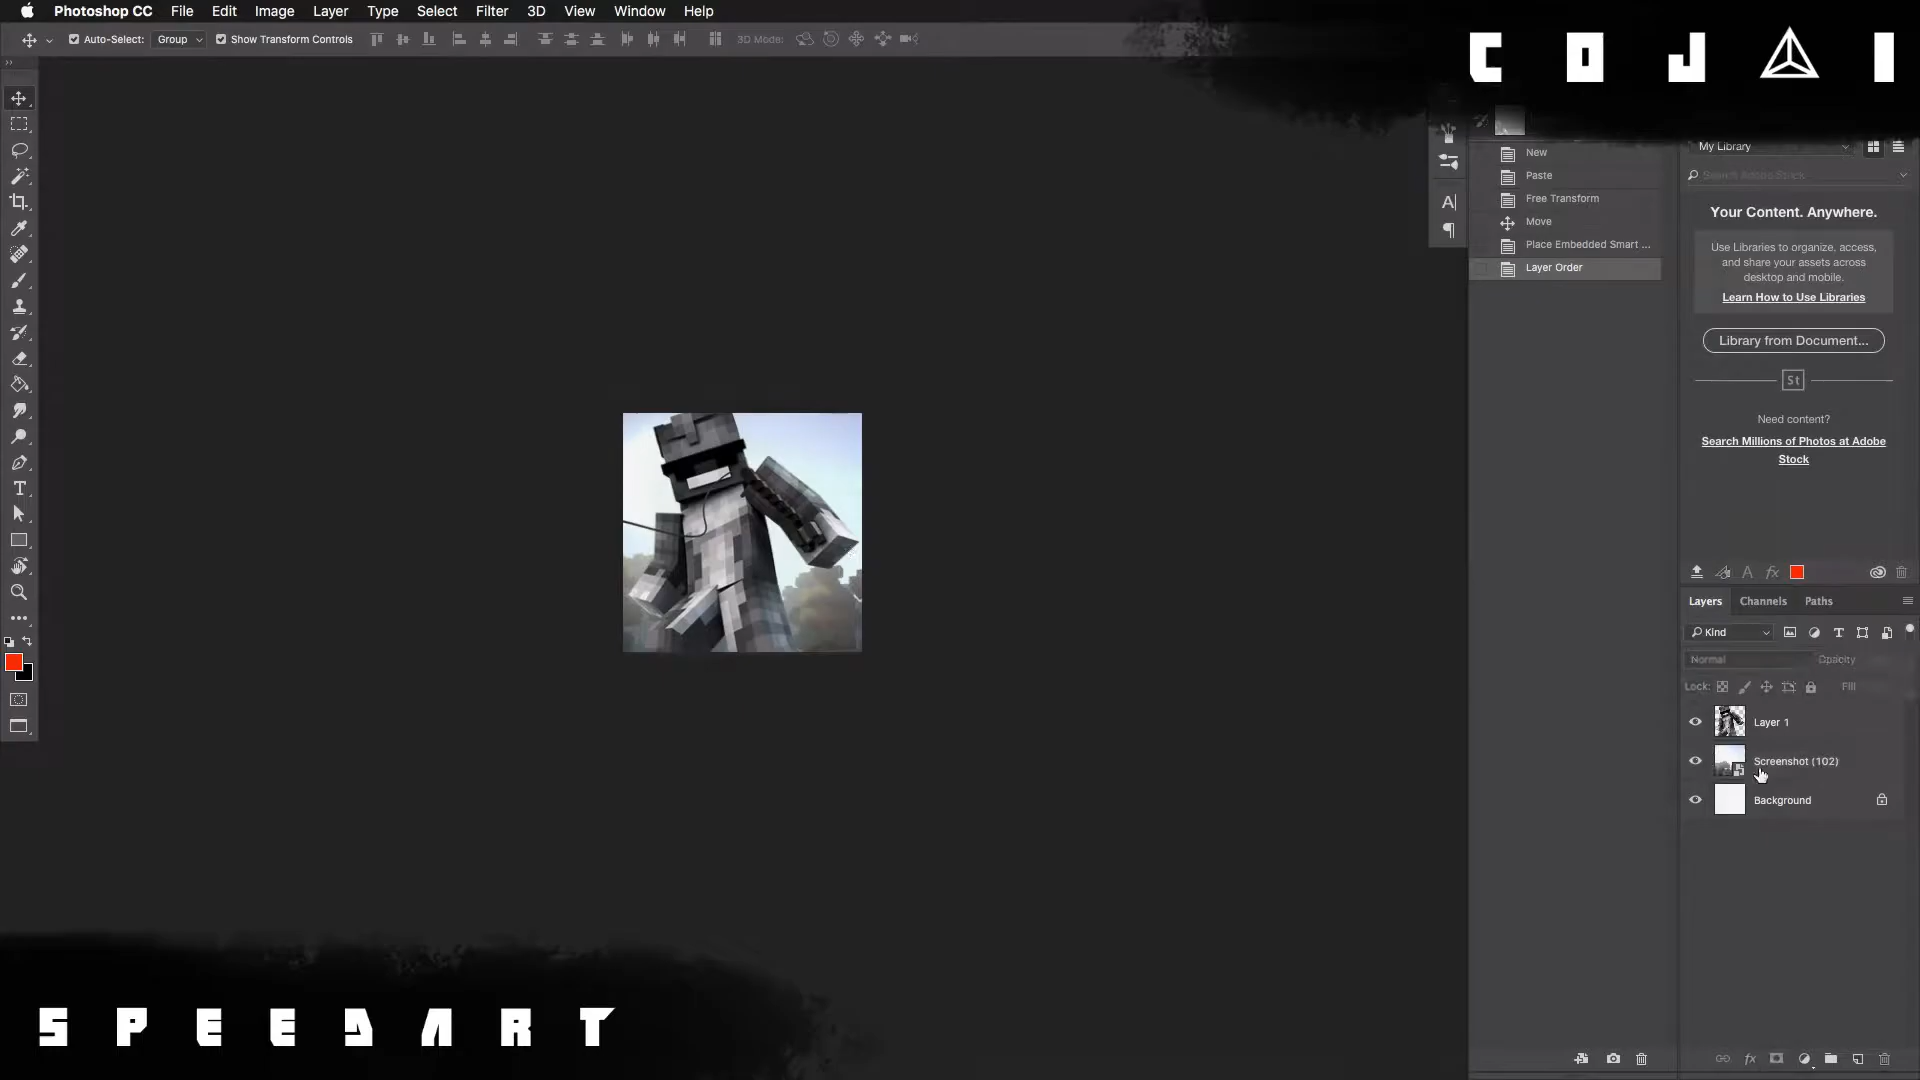 Photoshop CC File Edit Image Layer Type Select Filter 3D View Window Help
Auto-Select: Group Show Transform Controls 3D Mode:
C O J A I
My Library
Search Adobe Stock...
New
Paste
Free Transform
Move
Place Embedded Smart ...
Layer Order
Your Content. Anywhere.
Use Libraries to organize, access,
and share your assets across
desktop and mobile.
Learn How to Use Libraries
Library from Document...
St
Need content?
Search Millions of Photos at Adobe
Stock
Layers Channels Paths
Kind
Normal Opacity
Lock: Fill
Layer 1
Screenshot (102)
Background
S P E E D A R T